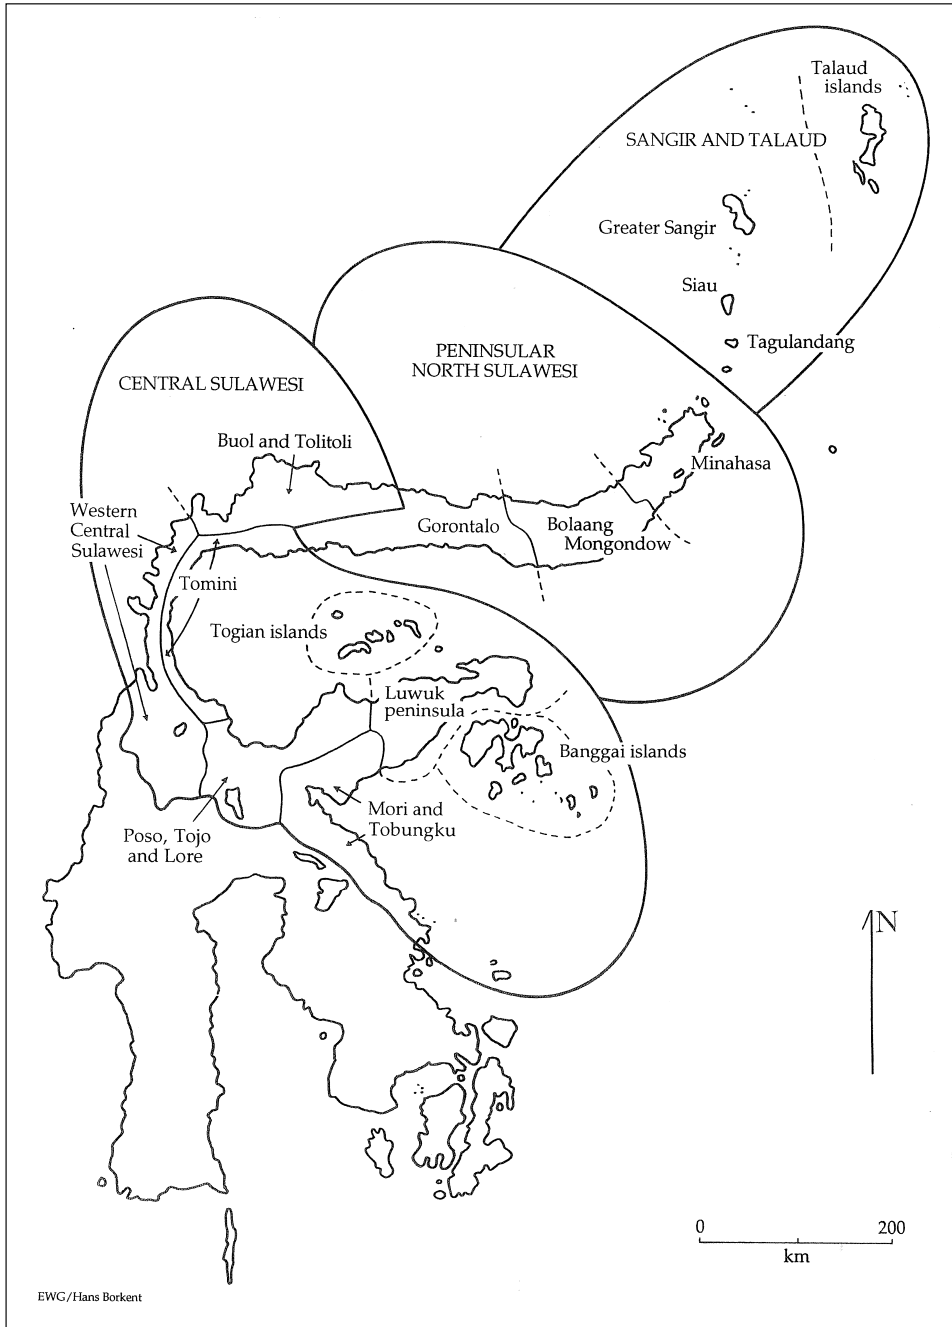 Talaud
islands
SANGIR AND TALAUD
Greater Sangir
Siau
Tagulandang
PENINSULAR
NORTH SULAWESI
CENTRAL SULAWESI
Buol and Tolitoli
Minahasa
Western
Central
Sulawesi
Gorontalo
Bolaang
Mongondow
Tomini
Togian islands
Luwuk
peninsula
Banggai islands
Mori and
Tobungku
Poso, Tojo
and Lore
N
0 200
km
EWG/Hans Borkent